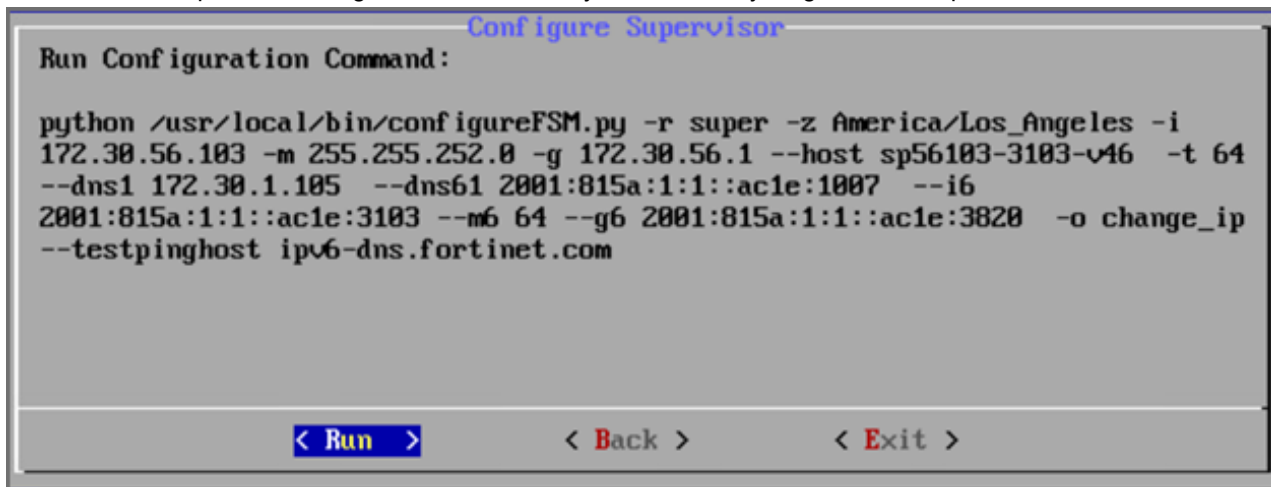 Configure Supervisor
Run Configuration Command:
python /usr/local/bin/configureFSM.py -r super -z America/Los_Angeles -i
172.30.56.103 -m 255.255.252.0 -g 172.30.56.1 --host sp56103-3103-v46 -t 64
--dns1 172.30.1.105 --dns61 2001:815a:1:1::ac1e:1007 --i6
2001:815a:1:1::ac1e:3103 --m6 64 --g6 2001:815a:1:1::ac1e:3820 -o change_ip
--testpinghost ipv6-dns.fortinet.com
< Run > < Back > < Exit >